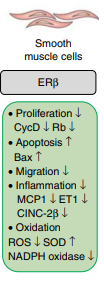 Smooth
muscle cells
ERβ
• Proliferation ↓
CycD ↓ Rb ↓
• Apoptosis ↑
Bax ↑
• Migration ↓
• Inflammation ↓
MCP1 ↓ ET1 ↓
CINC-2β ↓
• Oxidation
ROS ↓ SOD ↑
NADPH oxidase ↓